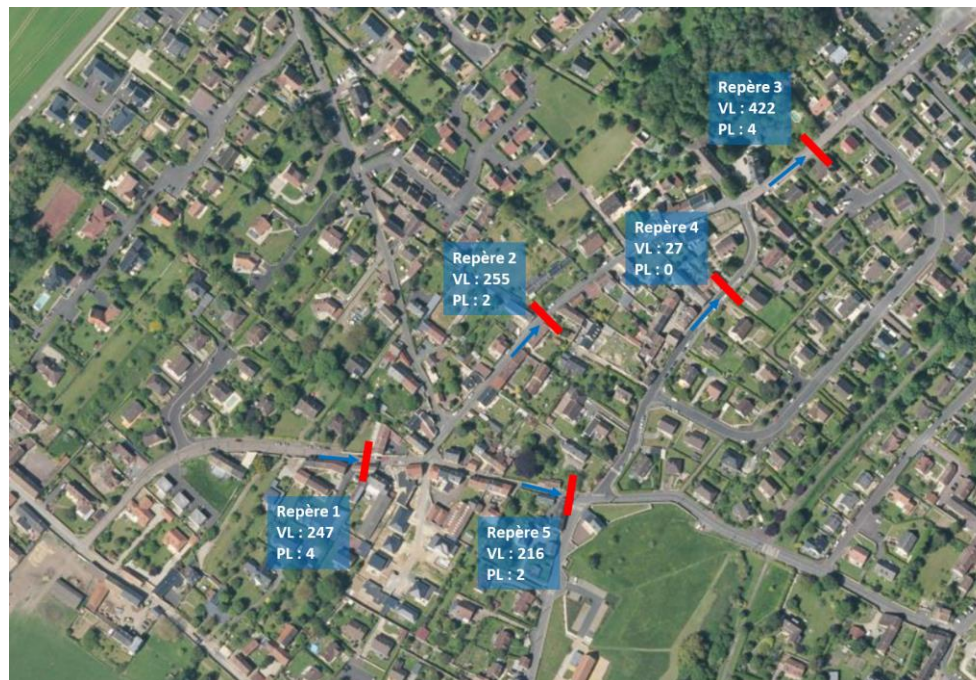 Repère 3
VL : 422
PL : 4
Repère 4
VL : 27
PL : 0
Repère 2
VL : 255
PL : 2
Repère 1
VL : 247
PL : 4
Repère 5
VL : 216
PL : 2